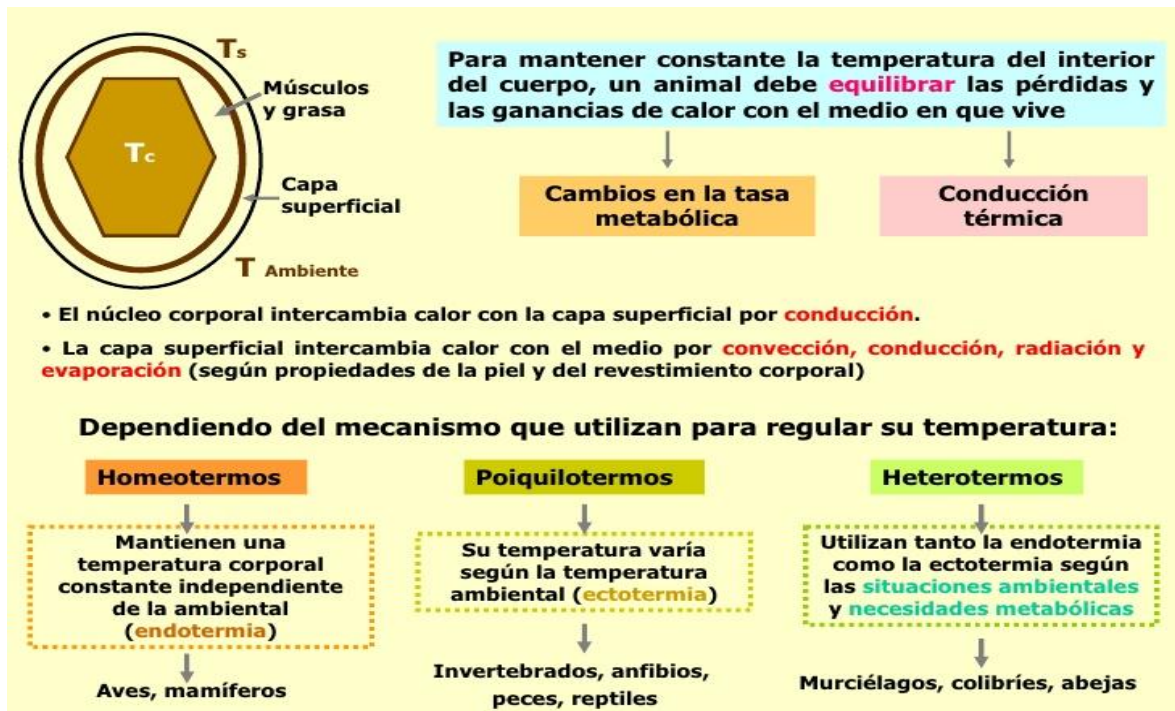 Ts
Músculos
y grasa
Tc
Capa
superficial
T Ambiente
Para mantener constante la temperatura del interior
del cuerpo, un animal debe equilibrar las pérdidas y
las ganancias de calor con el medio en que vive
Cambios en la tasa
metabólica
Conducción
térmica
• El núcleo corporal intercambia calor con la capa superficial por conducción.
• La capa superficial intercambia calor con el medio por convección, conducción, radiación y
evaporación (según propiedades de la piel y del revestimiento corporal)
Dependiendo del mecanismo que utilizan para regular su temperatura:
Homeotermos
Mantienen una
temperatura corporal
constante independiente
de la ambiental
(endotermia)
Aves, mamíferos
Poiquilotermos
Su temperatura varía
según la temperatura
ambiental (ectotermia)
Invertebrados, anfibios,
peces, reptiles
Heterotermos
Utilizan tanto la endotermia
como la ectotermia según
las situaciones ambientales
y necesidades metabólicas
Murciélagos, colibríes, abejas